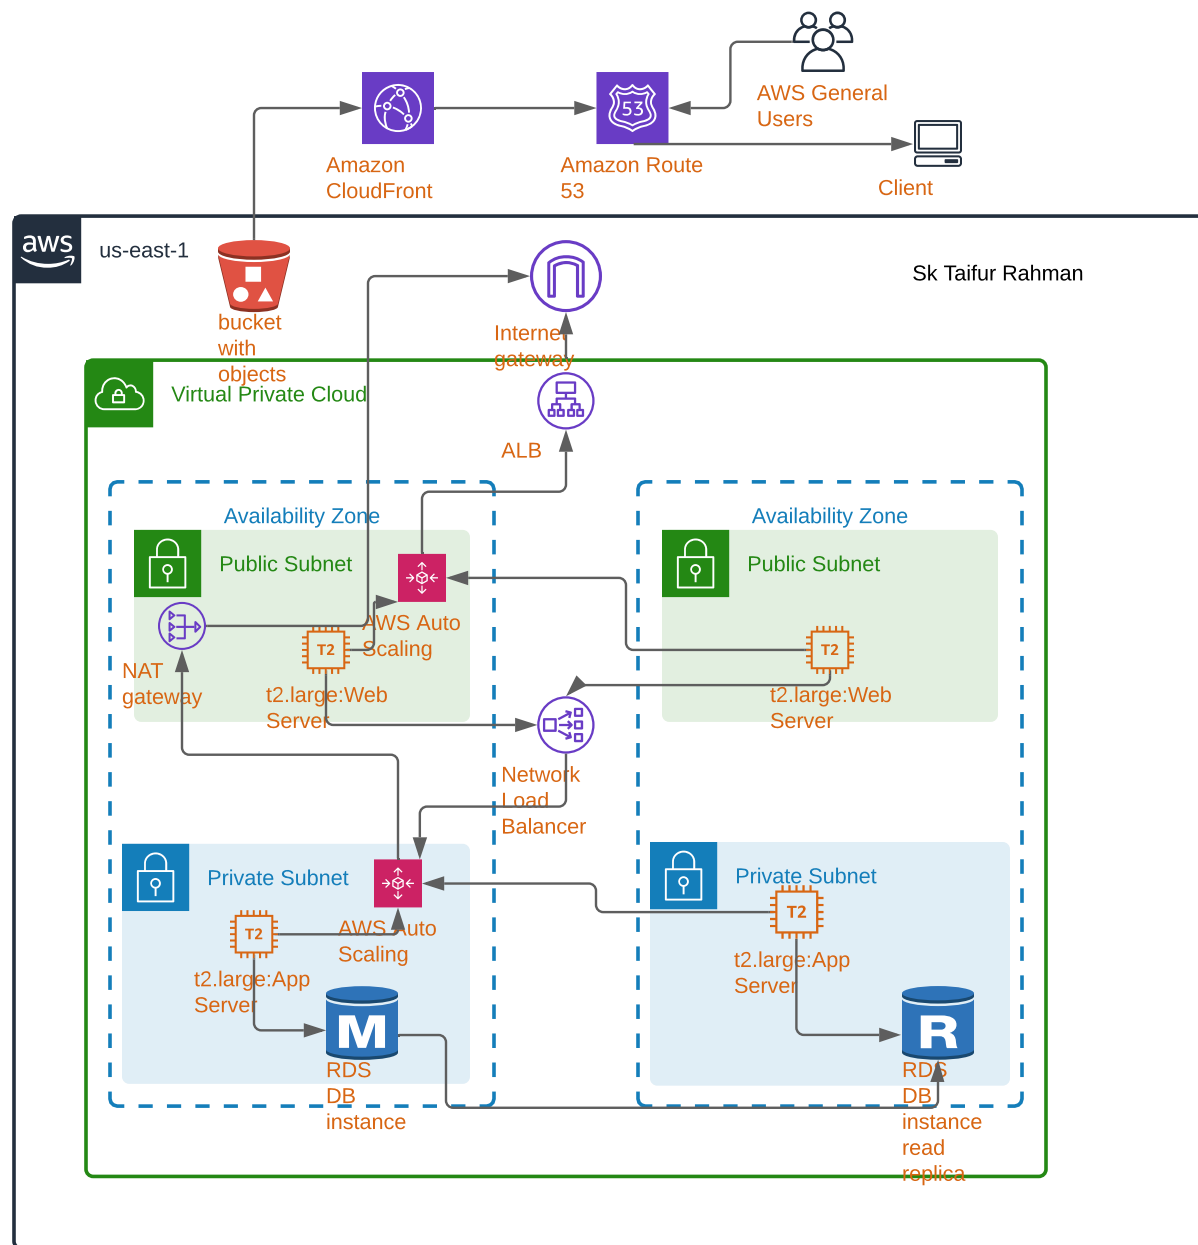 AWS General
Users
53
Amazon
CloudFront
Amazon Route
53
Client
aws
us-east-1
Sk Taifur Rahman
bucket
with
objects
Internet
gateway
Virtual Private Cloud
ALB
Availability Zone
Availability Zone
Public Subnet
Public Subnet
AWS Auto
Scaling
T2
T2
NAT
gateway
t2.large:Web
Server
t2.large:Web
Server
Network
Load
Balancer
Private Subnet
Private Subnet
T2
T2
AWS Auto
Scaling
t2.large:App
Server
t2.large:App
Server
M
R
RDS
DB
instance
RDS
DB
instance
read
replica